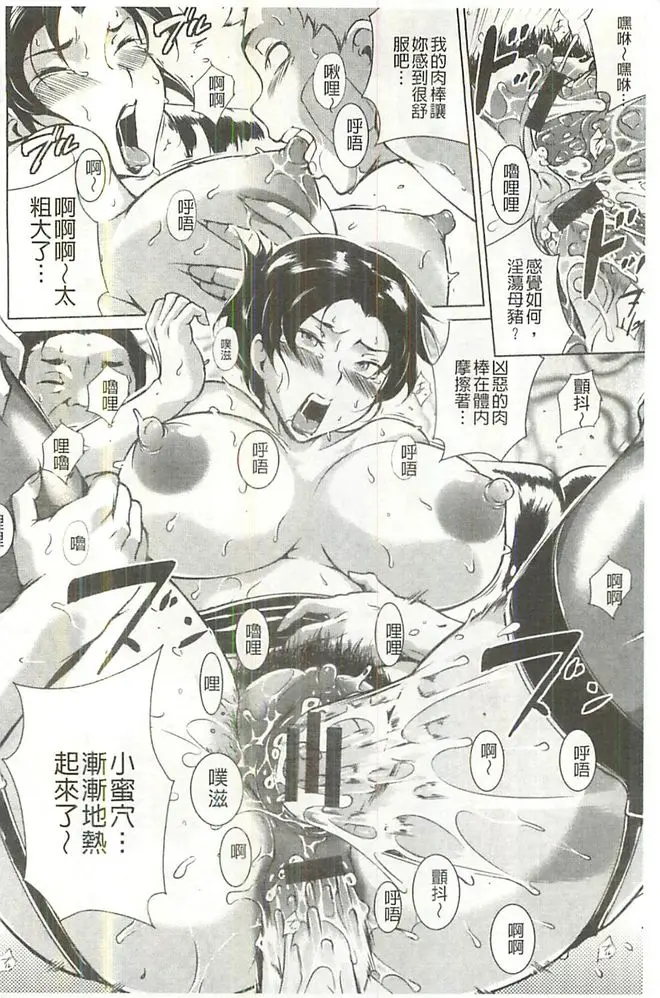 嘿咻～嘿咻…
嚕哩哩
感覺如何，
淫蕩母豬？
我的肉棒讓
妳感到很舒
服吧…
啾哩
呼唔
啊啊
啊～
呼唔
啊啊啊～太
粗大了…
顫抖～
凶惡的肉
棒在體內
摩擦著…
噗滋
嚕哩
哩嚕
嚕
呼唔
呼唔
啊啊
哩哩
嚕哩
哩
小蜜穴…
漸漸地熱
起來了～
噗滋
啊
啊～
呼唔
顫抖～
呼唔
啊啊